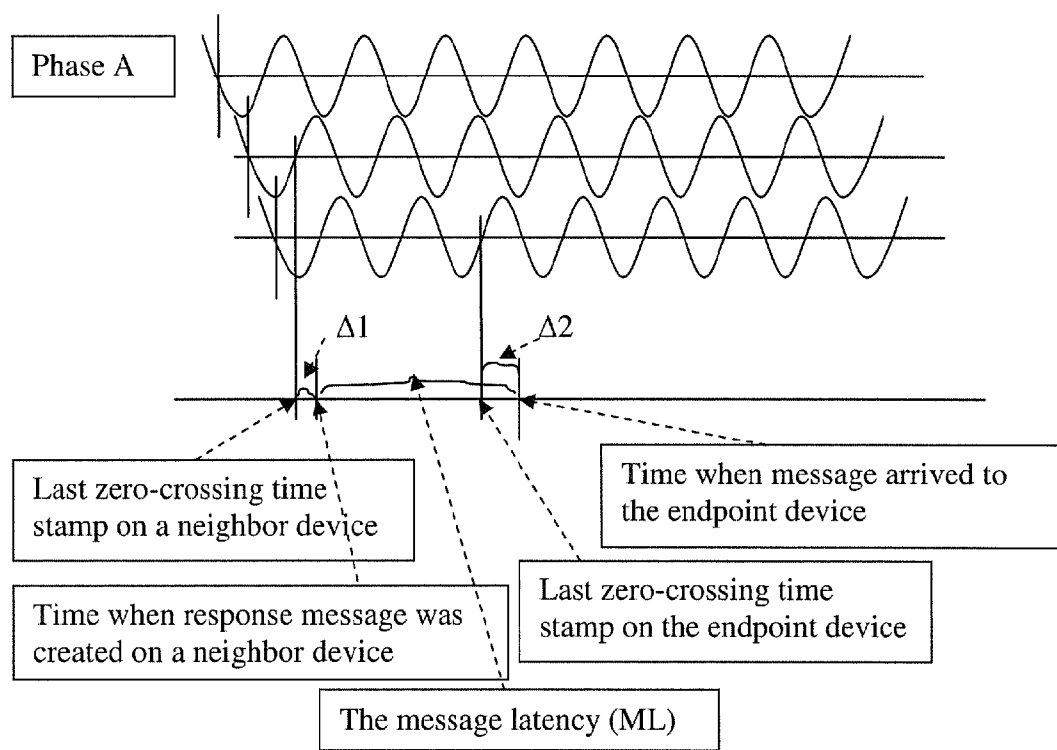 Phase A
Δ1
Δ2
Last zero-crossing time
stamp on a neighbor device
Time when message arrived to
the endpoint device
Time when response message was
created on a neighbor device
Last zero-crossing time
stamp on the endpoint device
The message latency (ML)